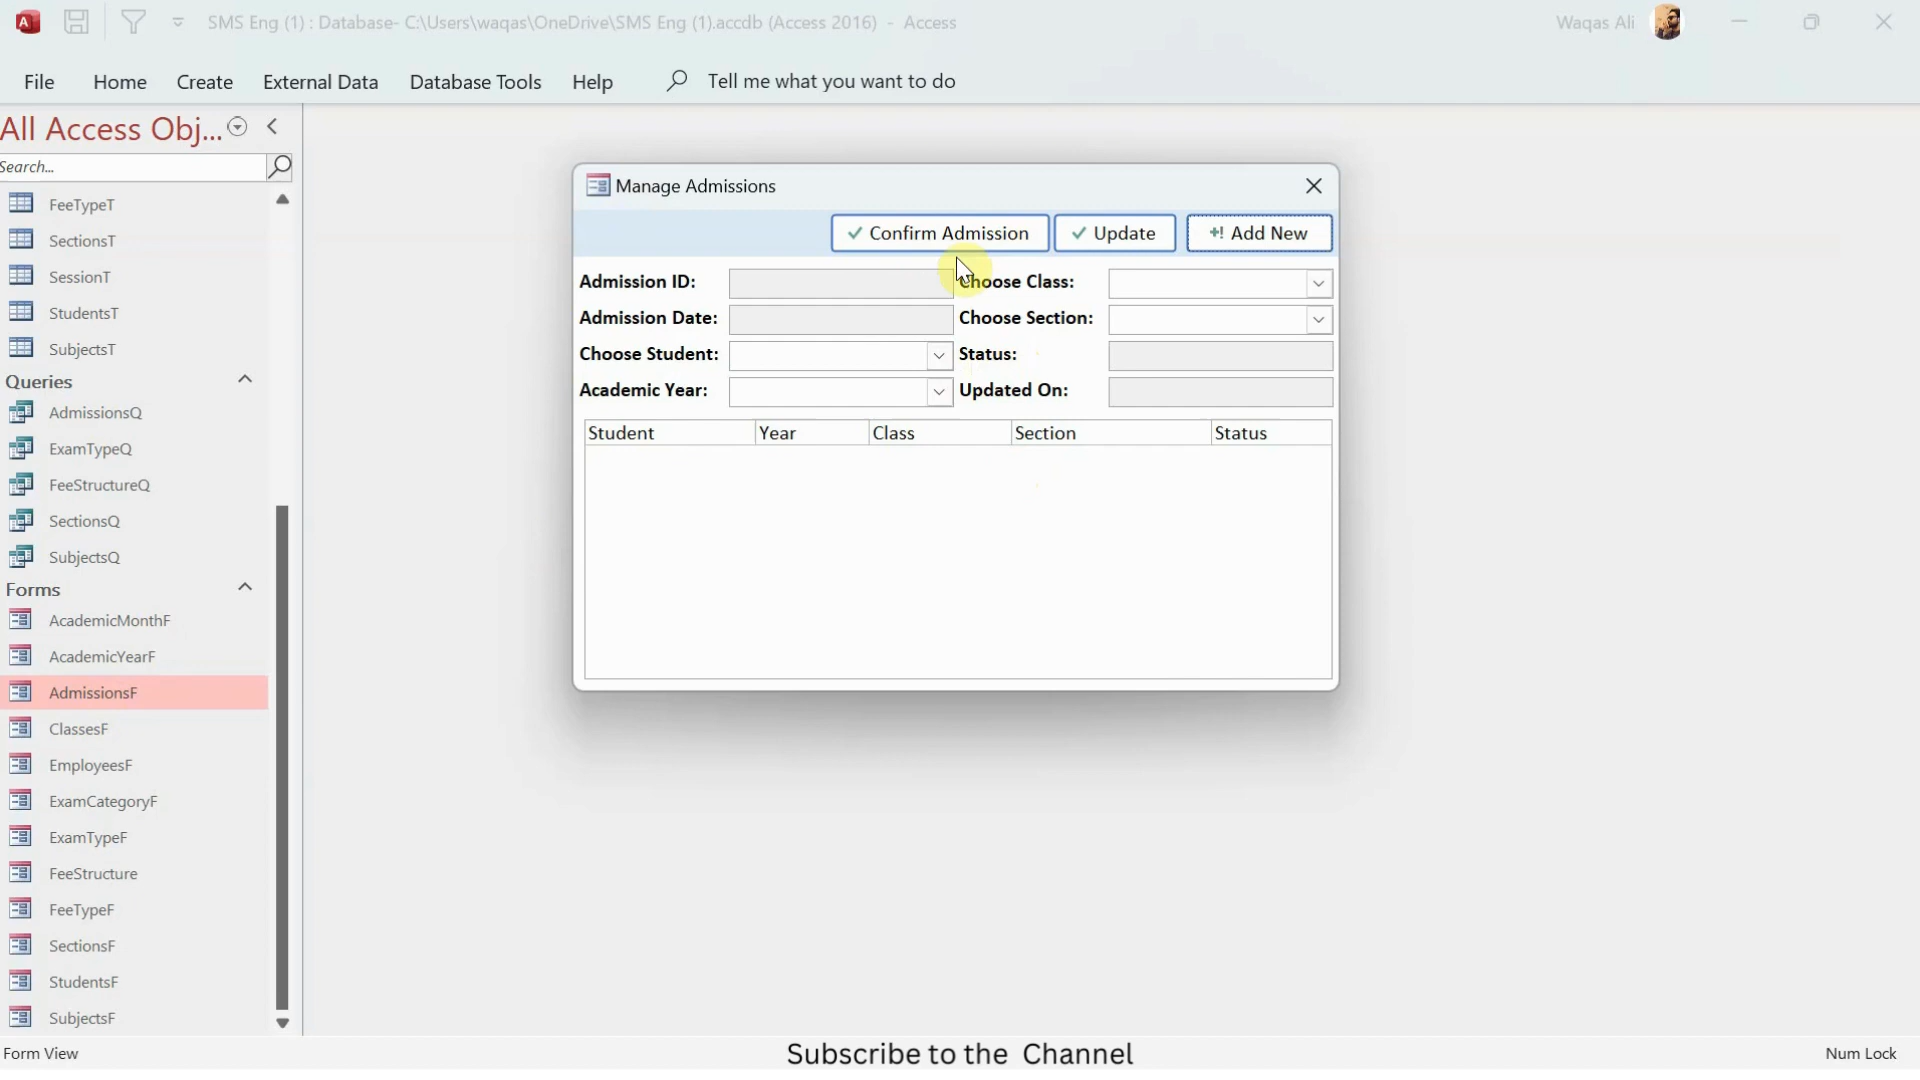 SMS Eng (1) : Database- C:\Users\waqas\OneDrive\SMS Eng (1).accdb (Access 2016) - Access
Waqas Ali
File Home Create External Data Database Tools Help Tell me what you want to do
All Access Obj...
Search...
FeeTypeT
SectionsT
SessionT
StudentsT
SubjectsT
Queries
AdmissionsQ
ExamTypeQ
FeeStructureQ
SectionsQ
SubjectsQ
Forms
AcademicMonthF
AcademicYearF
AdmissionsF
ClassesF
EmployeesF
ExamCategoryF
ExamTypeF
FeeStructure
FeeTypeF
SectionsF
StudentsF
SubjectsF
Manage Admissions
Confirm Admission Update Add New
Admission ID: Choose Class:
Admission Date: Choose Section:
Choose Student: Status:
Academic Year: Updated On:
Student Year Class Section Status
Form View
Subscribe to the Channel
Num Lock